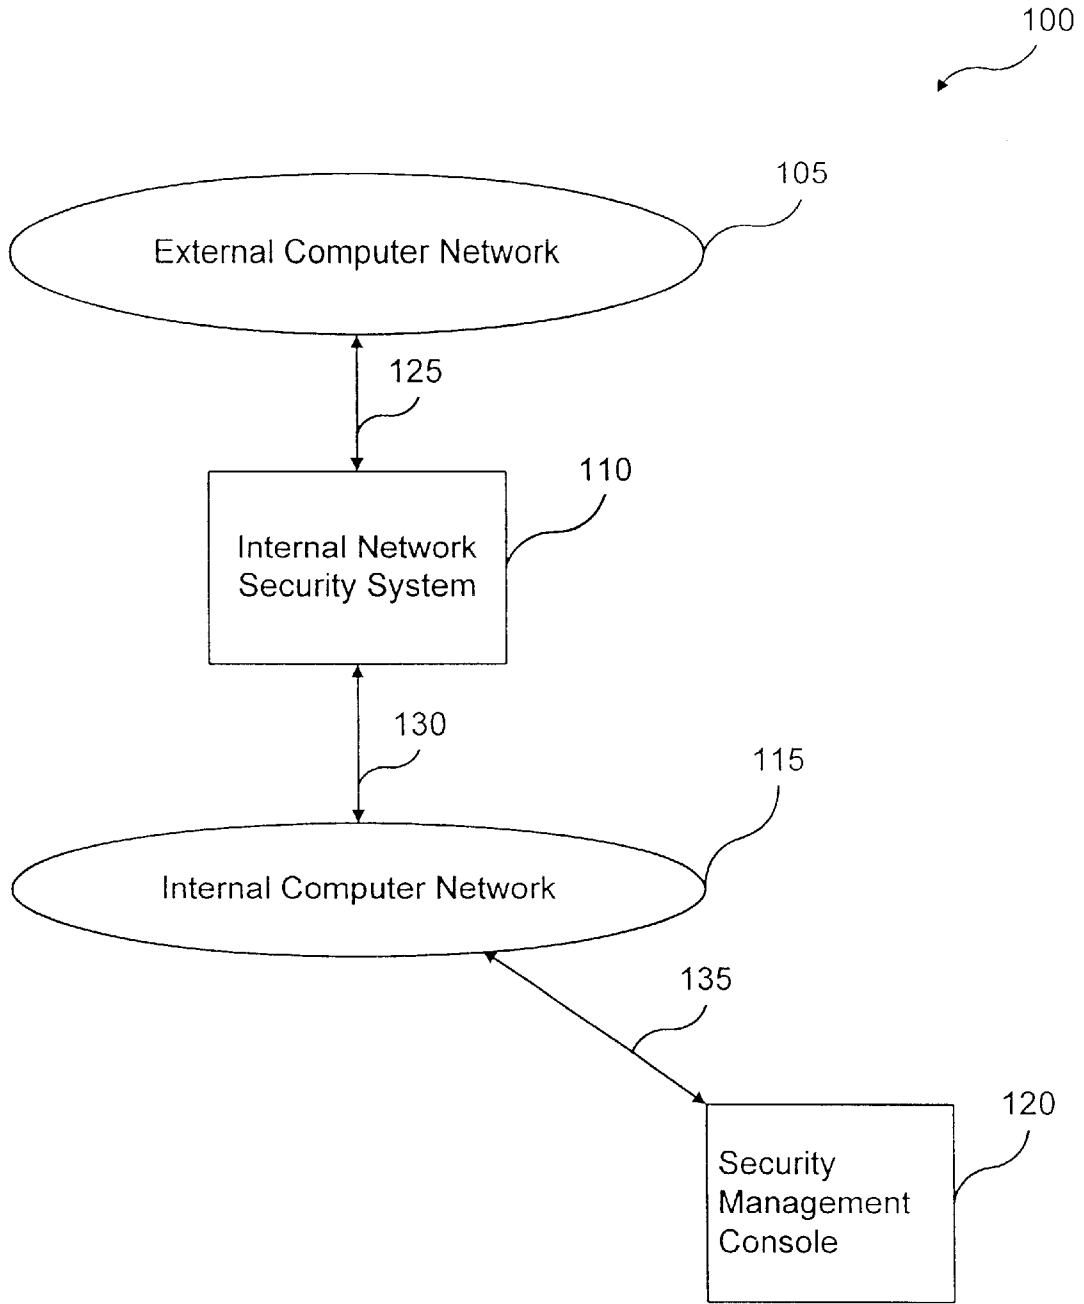 100
105
External Computer Network
125
110
Internal Network
Security System
130
115
Internal Computer Network
135
120
Security
Management
Console